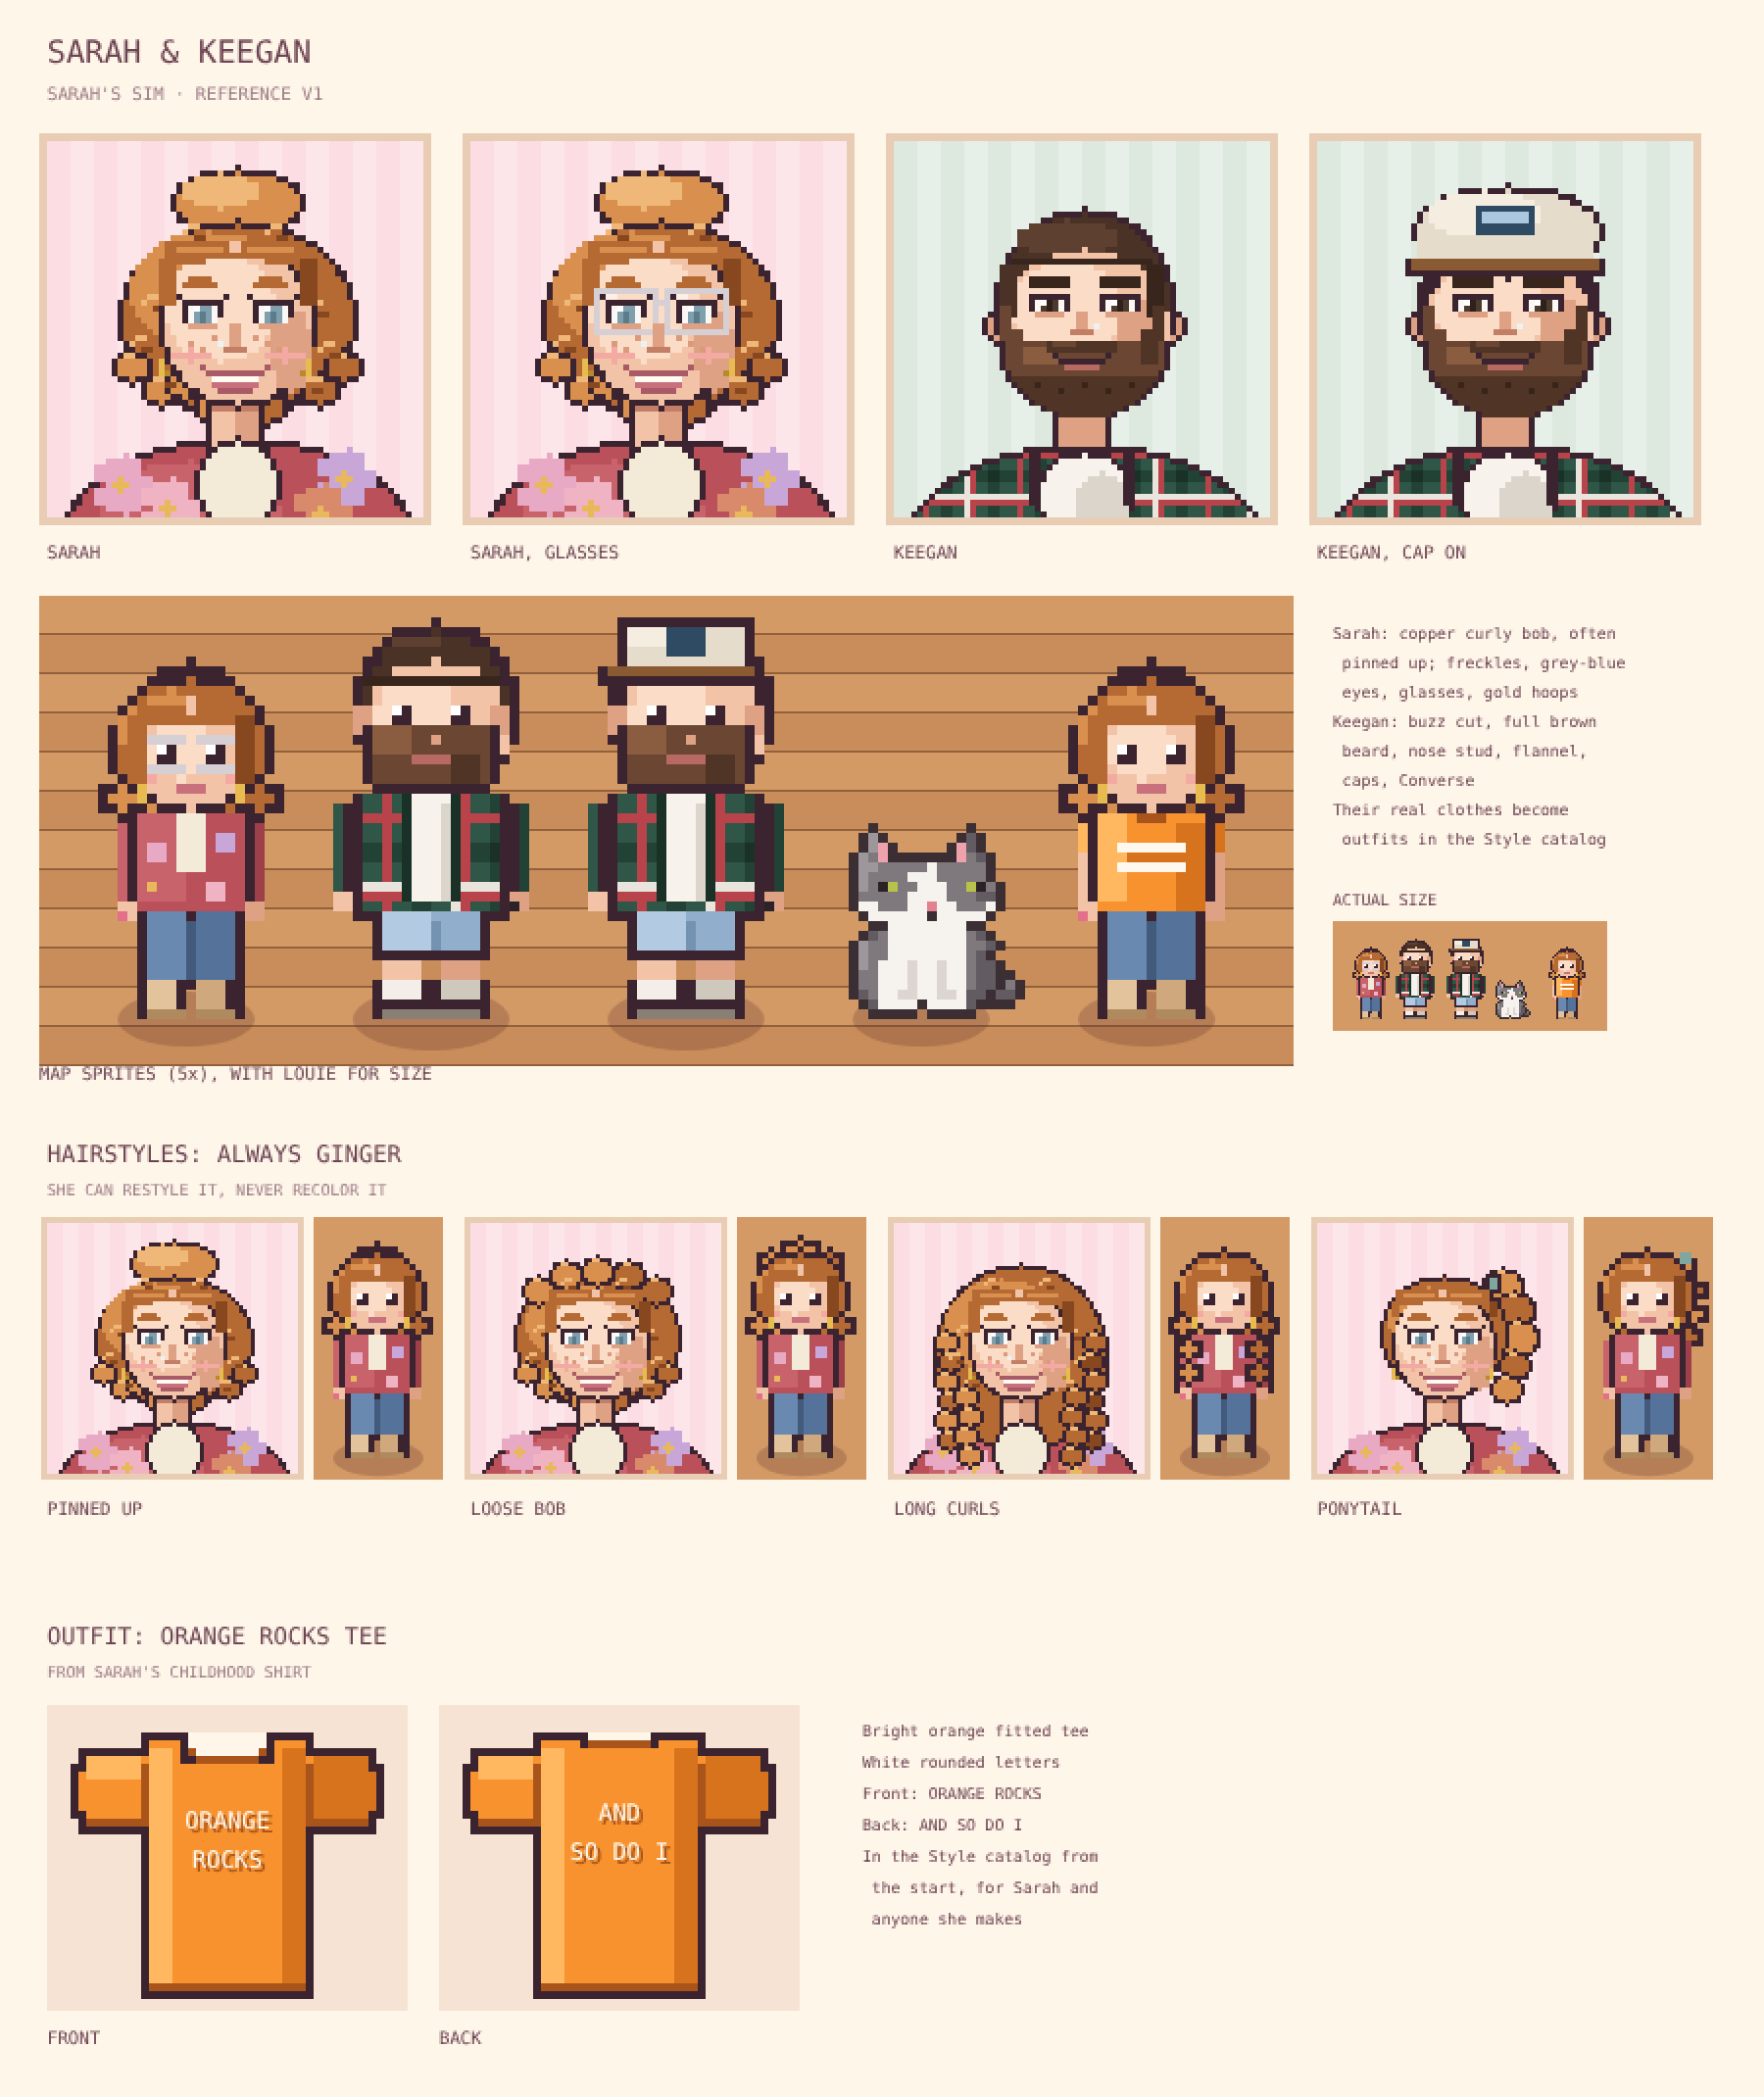 SARAH & KEEGAN
SARAH'S SIM · REFERENCE V1
SARAH
SARAH, GLASSES
KEEGAN
KEEGAN, CAP ON
Sarah: copper curly bob, often
pinned up; freckles, grey-blue
eyes, glasses, gold hoops
Keegan: buzz cut, full brown
beard, nose stud, flannel,
caps, Converse
Their real clothes become
outfits in the Style catalog
ACTUAL SIZE
MAP SPRITES (5x), WITH LOUIE FOR SIZE
HAIRSTYLES: ALWAYS GINGER
SHE CAN RESTYLE IT, NEVER RECOLOR IT
PINNED UP
LOOSE BOB
LONG CURLS
PONYTAIL
OUTFIT: ORANGE ROCKS TEE
FROM SARAH'S CHILDHOOD SHIRT
ORANGE
ROCKS
AND
SO DO I
Bright orange fitted tee
White rounded letters
Front: ORANGE ROCKS
Back: AND SO DO I
In the Style catalog from
the start, for Sarah and
anyone she makes
FRONT
BACK